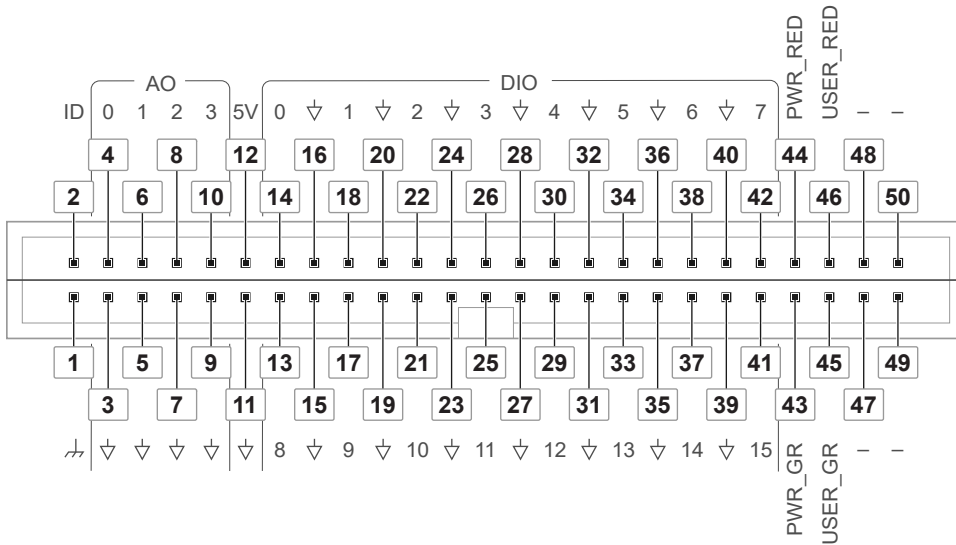 PWR_RED
USER_RED
AO
DIO
ID 0 1 2 3 5V 0 1 2 3 4 5 6 7 – –
4 8 12 16 20 24 28 32 36 40 44 48
2 6 10 14 18 22 26 30 34 38 42 46 50
1 5 9 13 17 21 25 29 33 37 41 45 49
3 7 11 15 19 23 27 31 35 39 43 47
8 9 10 11 12 13 14 15 – –
PWR_GR
USER_GR